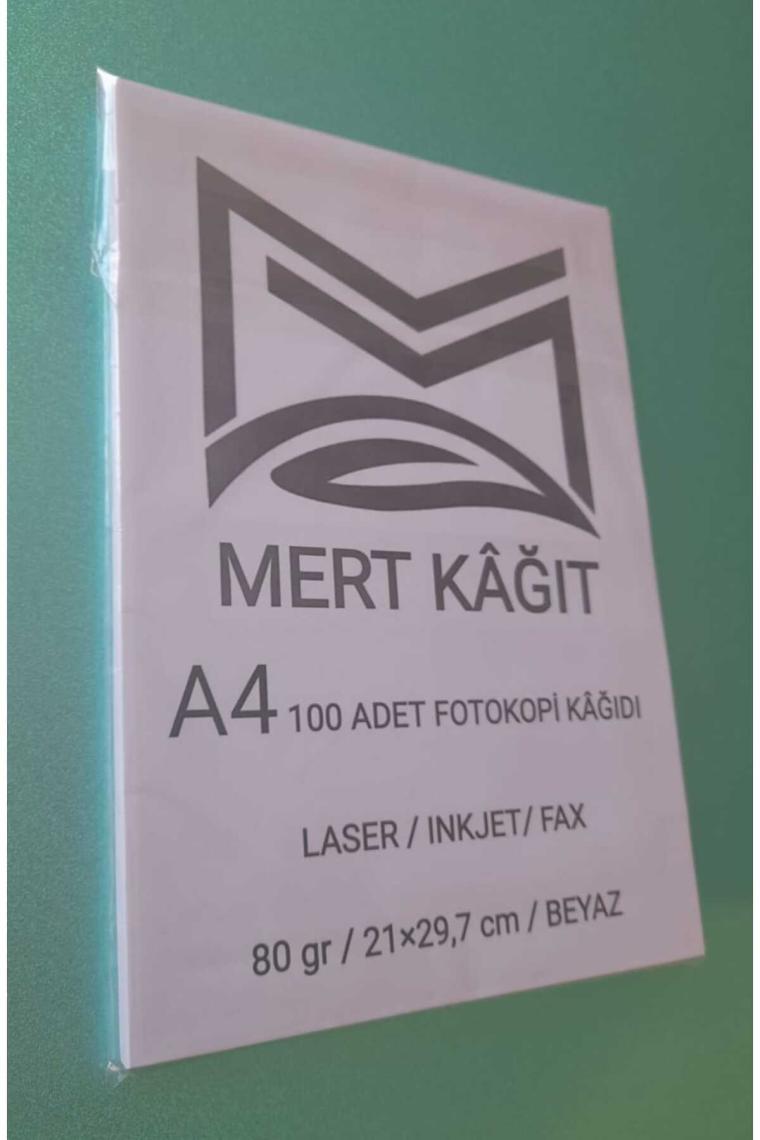 MERT KÂĞIT
A4 100 ADET FOTOKOPİ KÂĞIDI
LASER / INKJET/ FAX
80 gr / 21×29,7 cm / BEYAZ